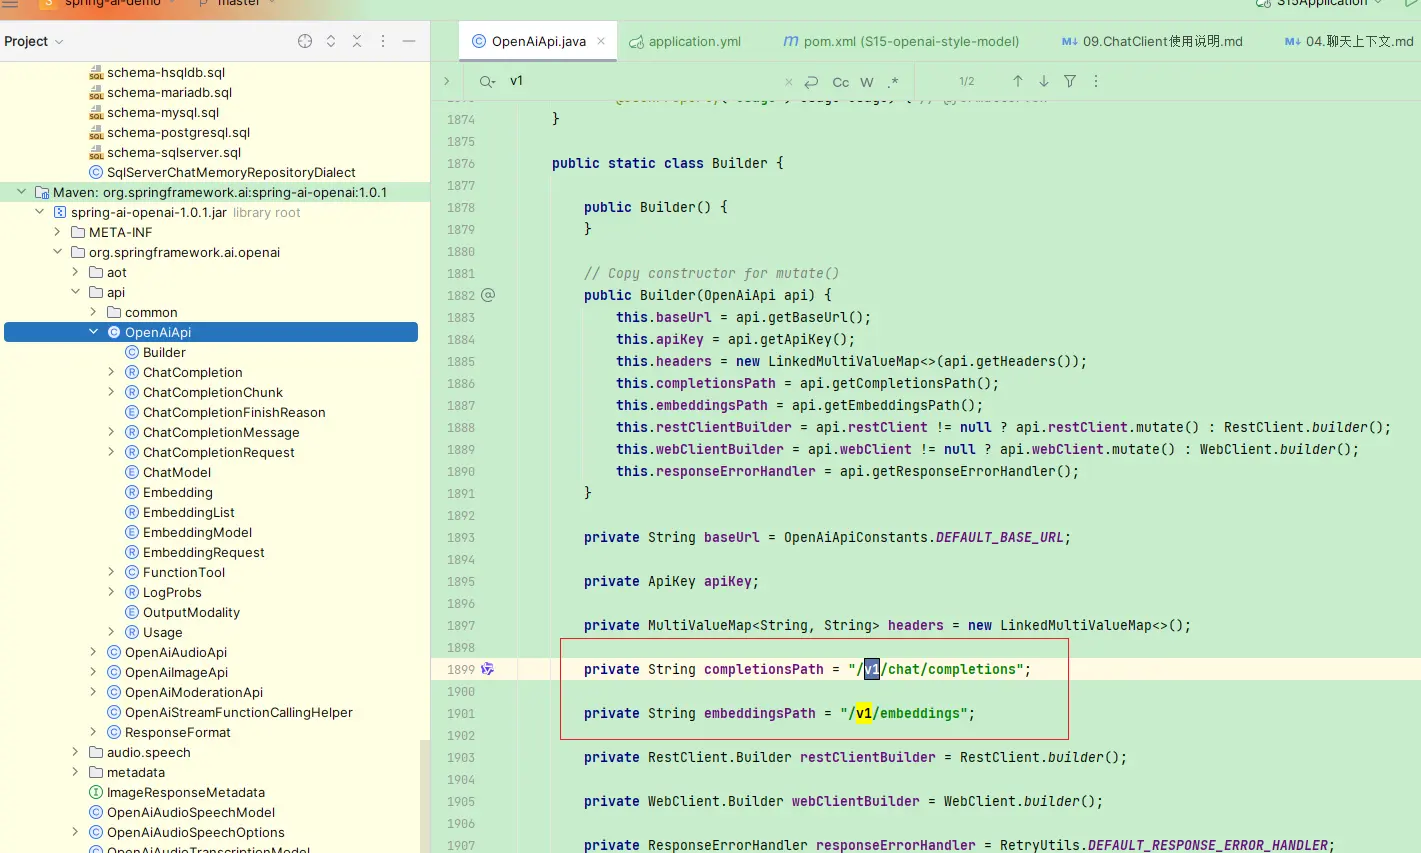 spring-ai-demo
master
S15Application
Project
OpenAiApi.java
application.yml
pom.xml (S15-openai-style-model)
09.ChatClient使用说明.md
04.聊天上下文.md
v1
Cc
W
.*
1/2
schema-hsqldb.sql
schema-mariadb.sql
schema-mysql.sql
schema-postgresql.sql
schema-sqlserver.sql
SqlServerChatMemoryRepositoryDialect
Maven: org.springframework.ai:spring-ai-openai:1.0.1
spring-ai-openai-1.0.1.jar library root
META-INF
org.springframework.ai.openai
aot
api
common
OpenAiApi
Builder
ChatCompletion
ChatCompletionChunk
ChatCompletionFinishReason
ChatCompletionMessage
ChatCompletionRequest
ChatModel
Embedding
EmbeddingList
EmbeddingModel
EmbeddingRequest
FunctionTool
LogProbs
OutputModality
Usage
OpenAiAudioApi
OpenAiImageApi
OpenAiModerationApi
OpenAiStreamFunctionCallingHelper
ResponseFormat
audio.speech
metadata
ImageResponseMetadata
OpenAiAudioSpeechModel
OpenAiAudioSpeechOptions
OpenAiAudioTranscriptionModel
1874 }
1875
1876 public static class Builder {
1877
1878 public Builder() {
1879 }
1880
1881 // Copy constructor for mutate()
1882 @ public Builder(OpenAiApi api) {
1883 this.baseUrl = api.getBaseUrl();
1884 this.apiKey = api.getApiKey();
1885 this.headers = new LinkedMultiValueMap<>(api.getHeaders());
1886 this.completionsPath = api.getCompletionsPath();
1887 this.embeddingsPath = api.getEmbeddingsPath();
1888 this.restClientBuilder = api.restClient != null ? api.restClient.mutate() : RestClient.builder();
1889 this.webClientBuilder = api.webClient != null ? api.webClient.mutate() : WebClient.builder();
1890 this.responseErrorHandler = api.getResponseErrorHandler();
1891 }
1892
1893 private String baseUrl = OpenAiApiConstants.DEFAULT_BASE_URL;
1894
1895 private ApiKey apiKey;
1896
1897 private MultiValueMap<String, String> headers = new LinkedMultiValueMap<>();
1898
1899 private String completionsPath = "/v1/chat/completions";
1900
1901 private String embeddingsPath = "/v1/embeddings";
1902
1903 private RestClient.Builder restClientBuilder = RestClient.builder();
1904
1905 private WebClient.Builder webClientBuilder = WebClient.builder();
1906
1907 private ResponseErrorHandler responseErrorHandler = RetryUtils.DEFAULT_RESPONSE_ERROR_HANDLER;